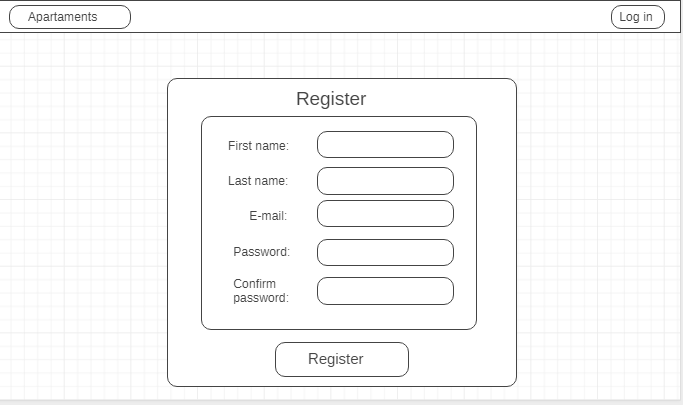 Apartaments
Log in
Register
First name:
Last name:
E-mail:
Password:
Confirm
password:
Register